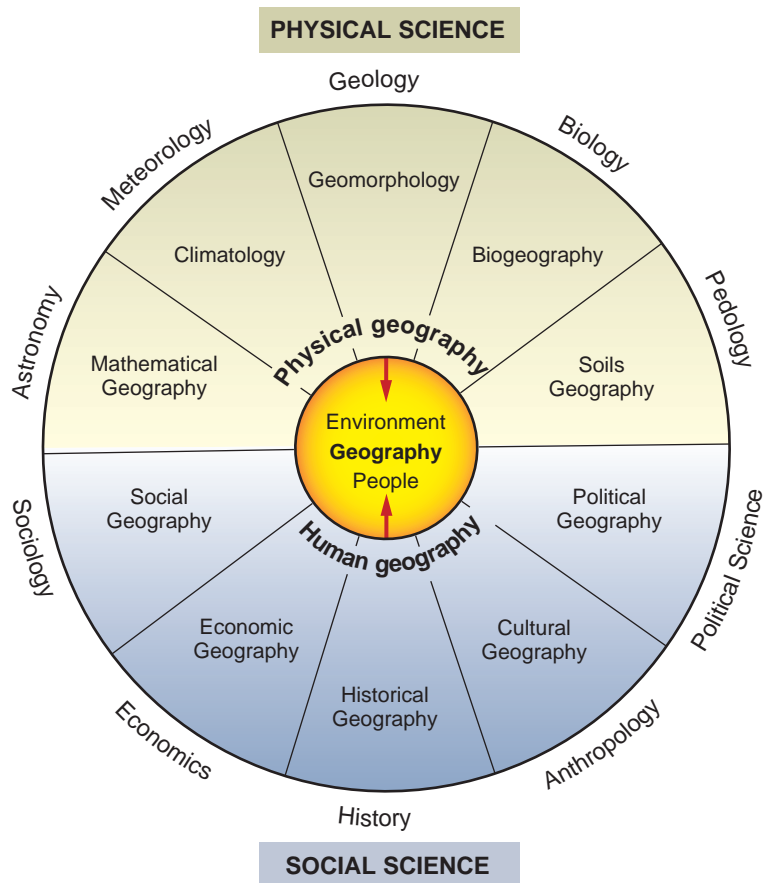 PHYSICAL SCIENCE
Geology
Meteorology
Biology
Astronomy
Pedology
Geomorphology
Climatology
Biogeography
Mathematical
Geography
Soils
Geography
Physical geography
Environment
Geography
People
Human geography
Social
Geography
Political
Geography
Economic
Geography
Cultural
Geography
Historical
Geography
Sociology
Political Science
Economics
Anthropology
History
SOCIAL SCIENCE